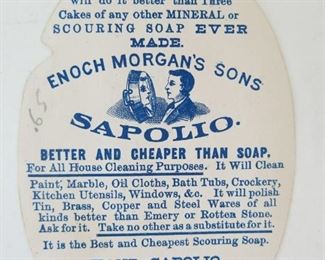 will do it better than Three
Cakes of any other MINERAL or
SCOURING SOAP EVER
MADE.
ENOCH MORGAN'S SONS
SAPOLIO.
BETTER AND CHEAPER THAN SOAP.
For All House Cleaning Purposes. It Will Clean
Paint, Marble, Oil Cloths, Bath Tubs, Crockery,
Kitchen Utensils, Windows, &c. It will polish
Tin, Brass, Copper and Steel Wares of all
kinds better than Emery or Rotten Stone.
Ask for it. Take no other as a substitute for it.
It is the Best and Cheapest Scouring Soap.
SAPOLIO